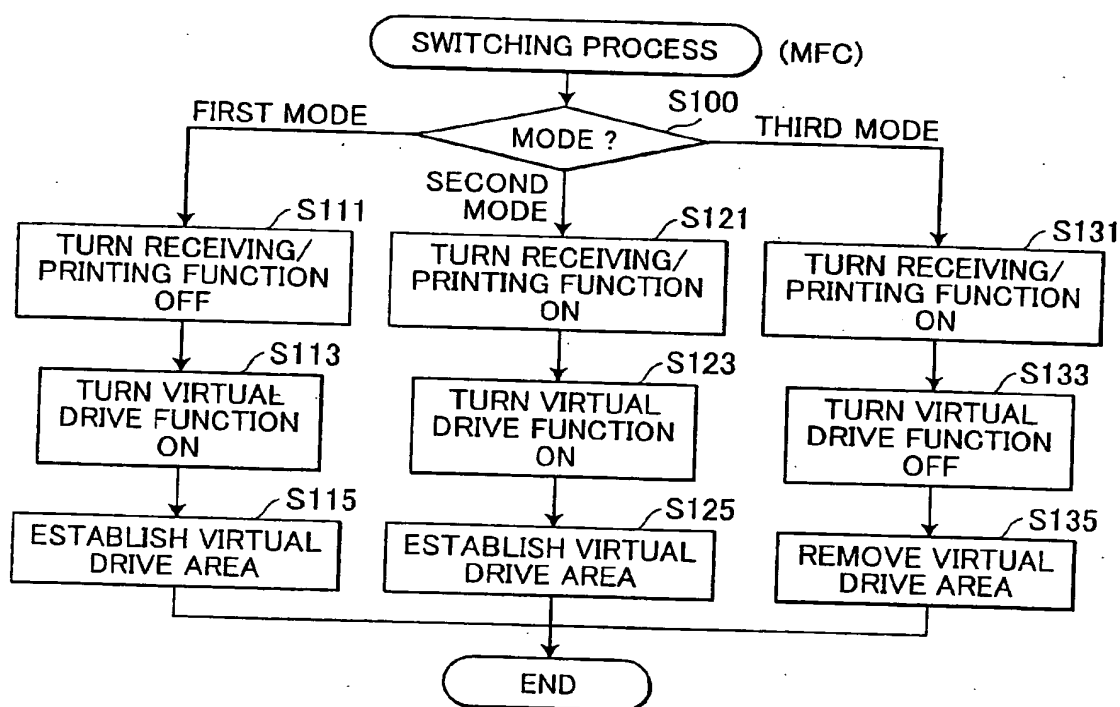 SWITCHING PROCESS (MFC)
S100
FIRST MODE
MODE ?
THIRD MODE
SECOND
MODE
S111
TURN RECEIVING/
PRINTING FUNCTION
OFF
S121
TURN RECEIVING/
PRINTING FUNCTION
ON
S131
TURN RECEIVING/
PRINTING FUNCTION
ON
S113
TURN VIRTUAL
DRIVE FUNCTION
ON
S123
TURN VIRTUAL
DRIVE FUNCTION
ON
S133
TURN VIRTUAL
DRIVE FUNCTION
OFF
S115
ESTABLISH VIRTUAL
DRIVE AREA
S125
ESTABLISH VIRTUAL
DRIVE AREA
S135
REMOVE VIRTUAL
DRIVE AREA
END